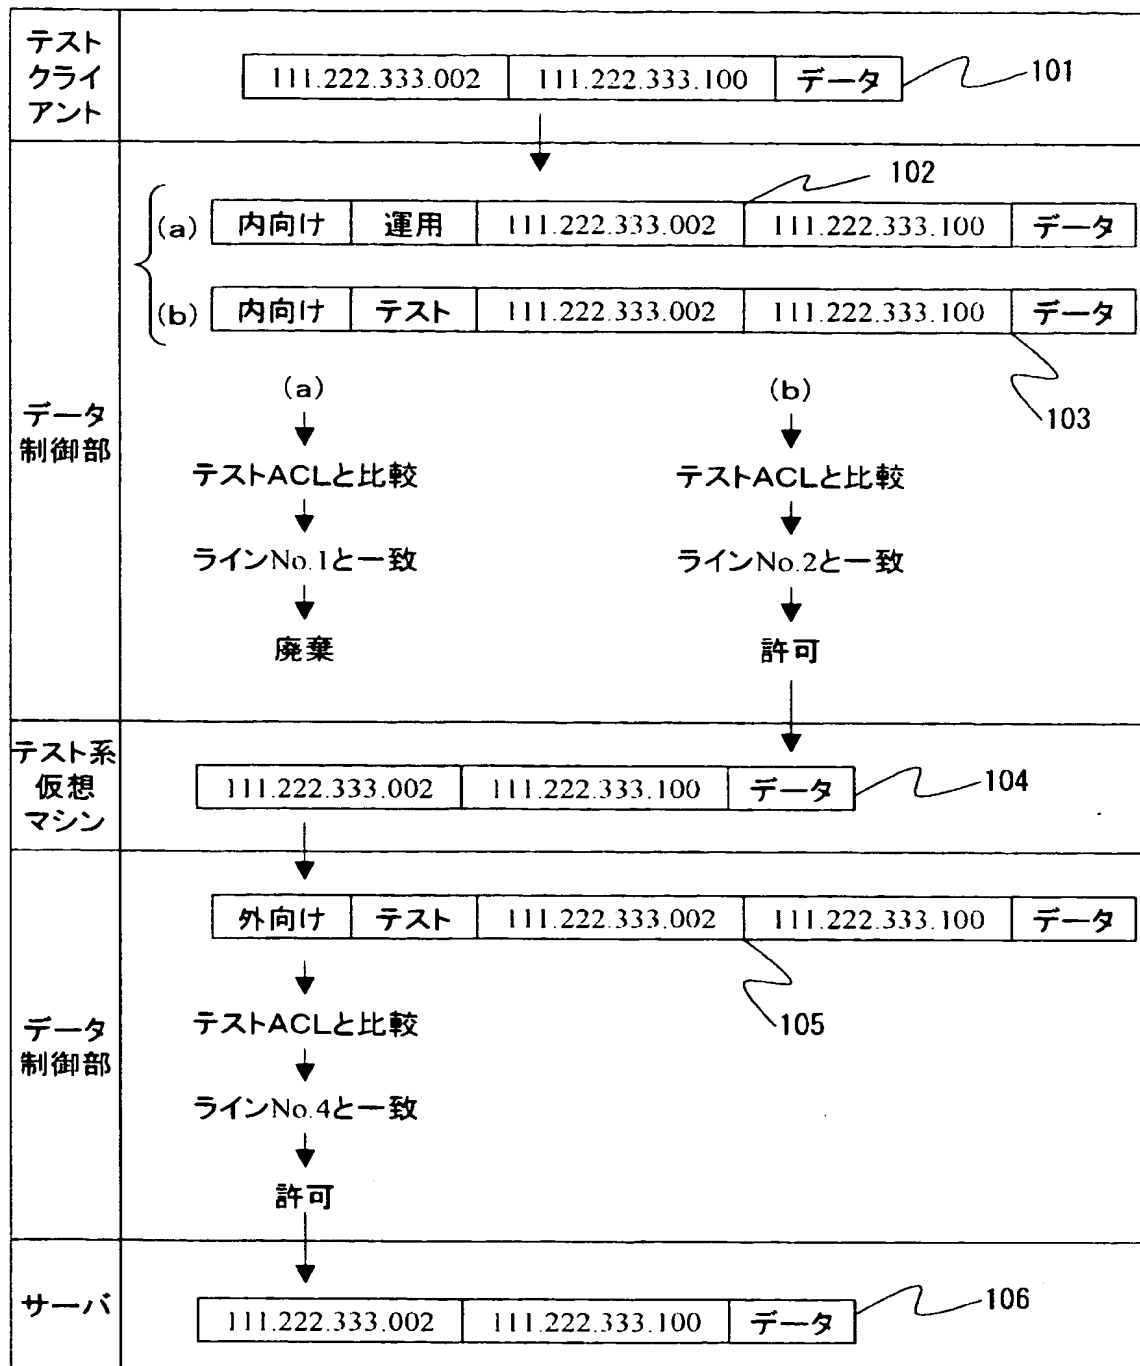 テスト
クライ
アント
111.222.333.002 111.222.333.100 データ 101
102
(a) 内向け 運用 111.222.333.002 111.222.333.100 データ
(b) 内向け テスト 111.222.333.002 111.222.333.100 データ
103
データ
制御部
(a) (b)
テストACLと比較 テストACLと比較
ラインNo.1と一致 ラインNo.2と一致
廃棄 許可
テスト系
仮想
マシン
111.222.333.002 111.222.333.100 データ 104
外向け テスト 111.222.333.002 111.222.333.100 データ
105
データ
制御部
テストACLと比較
ラインNo.4と一致
許可
サーバ
111.222.333.002 111.222.333.100 データ 106